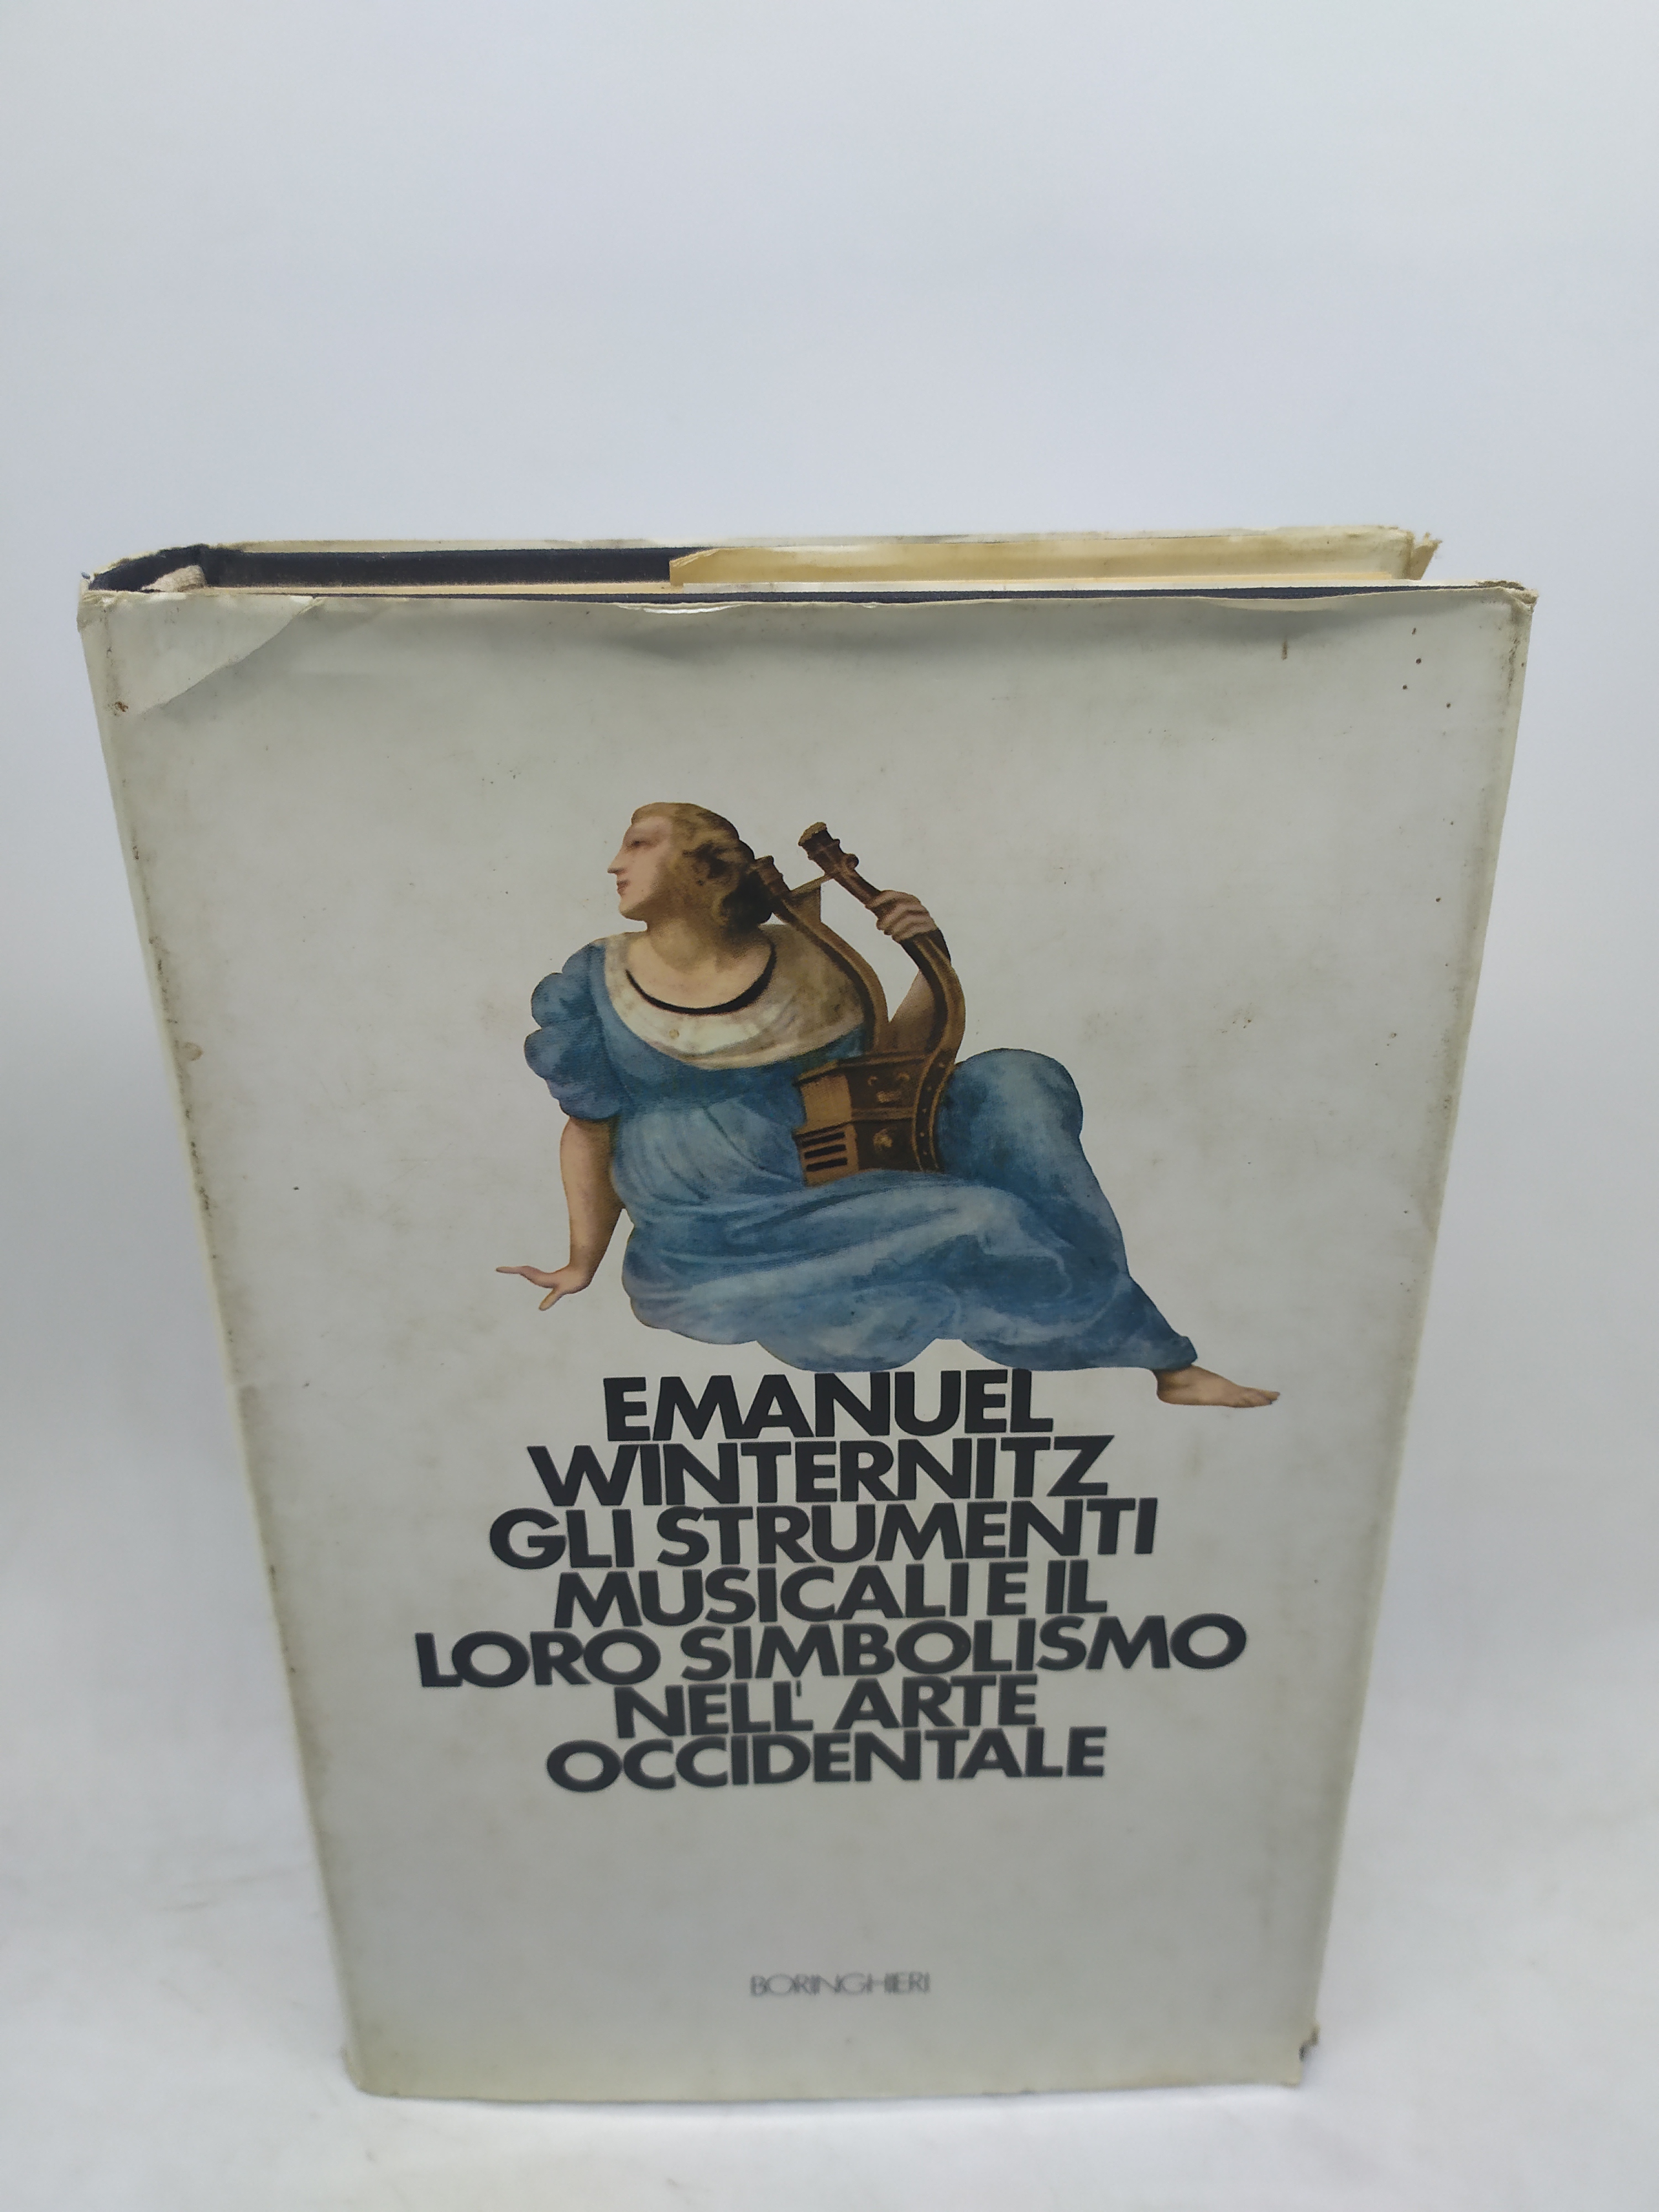 EMANUEL
WINTERNITZ
GLI STRUMENTI
MUSICALI E IL
LORO SIMBOLISMO
NELL' ARTE
OCCIDENTALE
BORINGHIERI